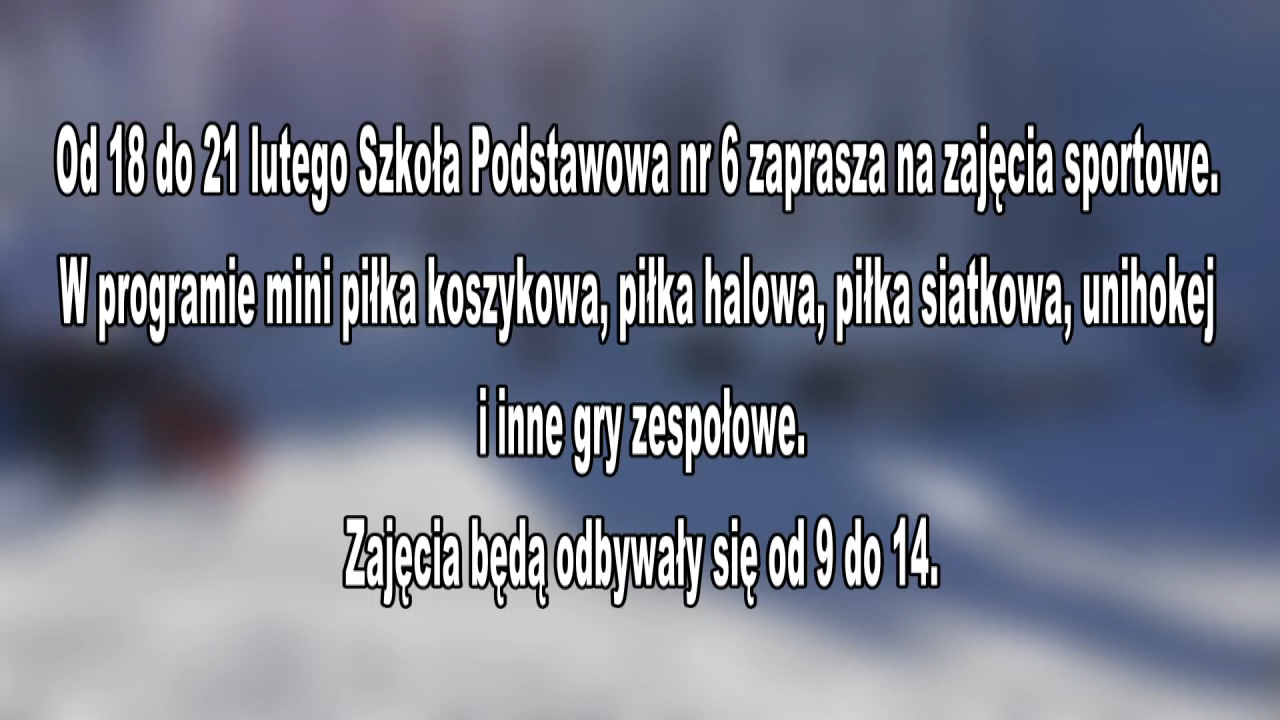 Od 18 do 21 lutego Szkoła Podstawowa nr 6 zaprasza na zajęcia sportowe.
W programie mini piłka koszykowa, piłka halowa, piłka siatkowa, unihokej
i inne gry zespołowe.
Zajęcia będą odbywały się od 9 do 14.